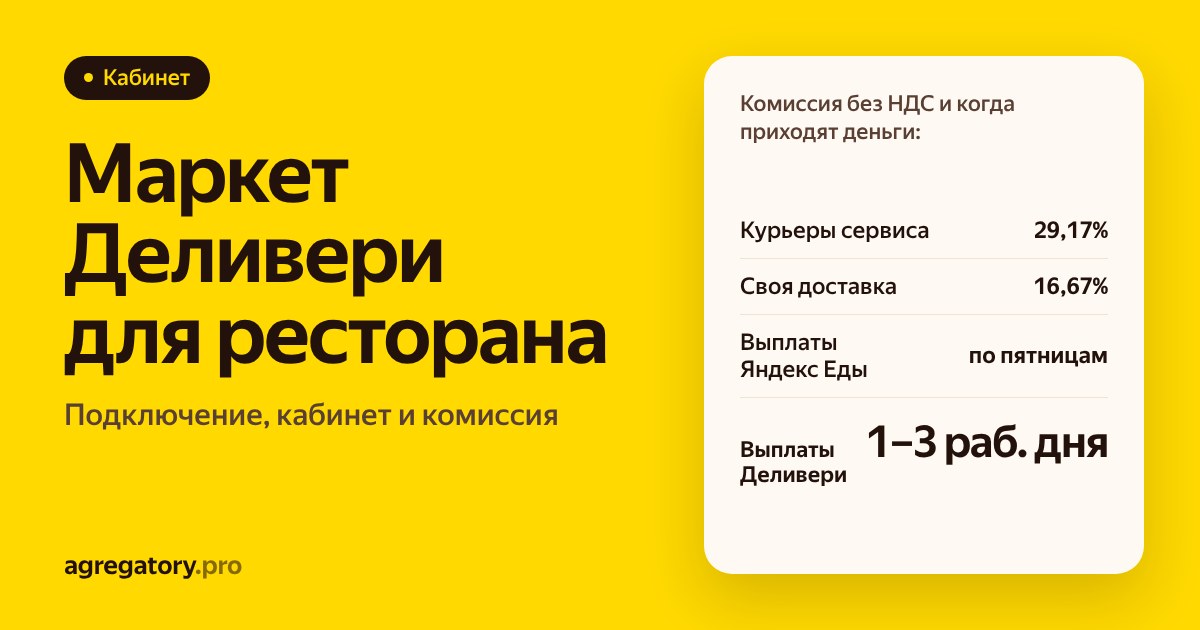 Кабинет
Маркет
Деливери
для ресторана
Подключение, кабинет и комиссия
agregatory.pro
Комиссия без НДС и когда
приходят деньги:
Курьеры сервиса 29,17%
Своя доставка 16,67%
Выплаты
Яндекс Еды по пятницам
Выплаты
Деливери 1–3 раб. дня